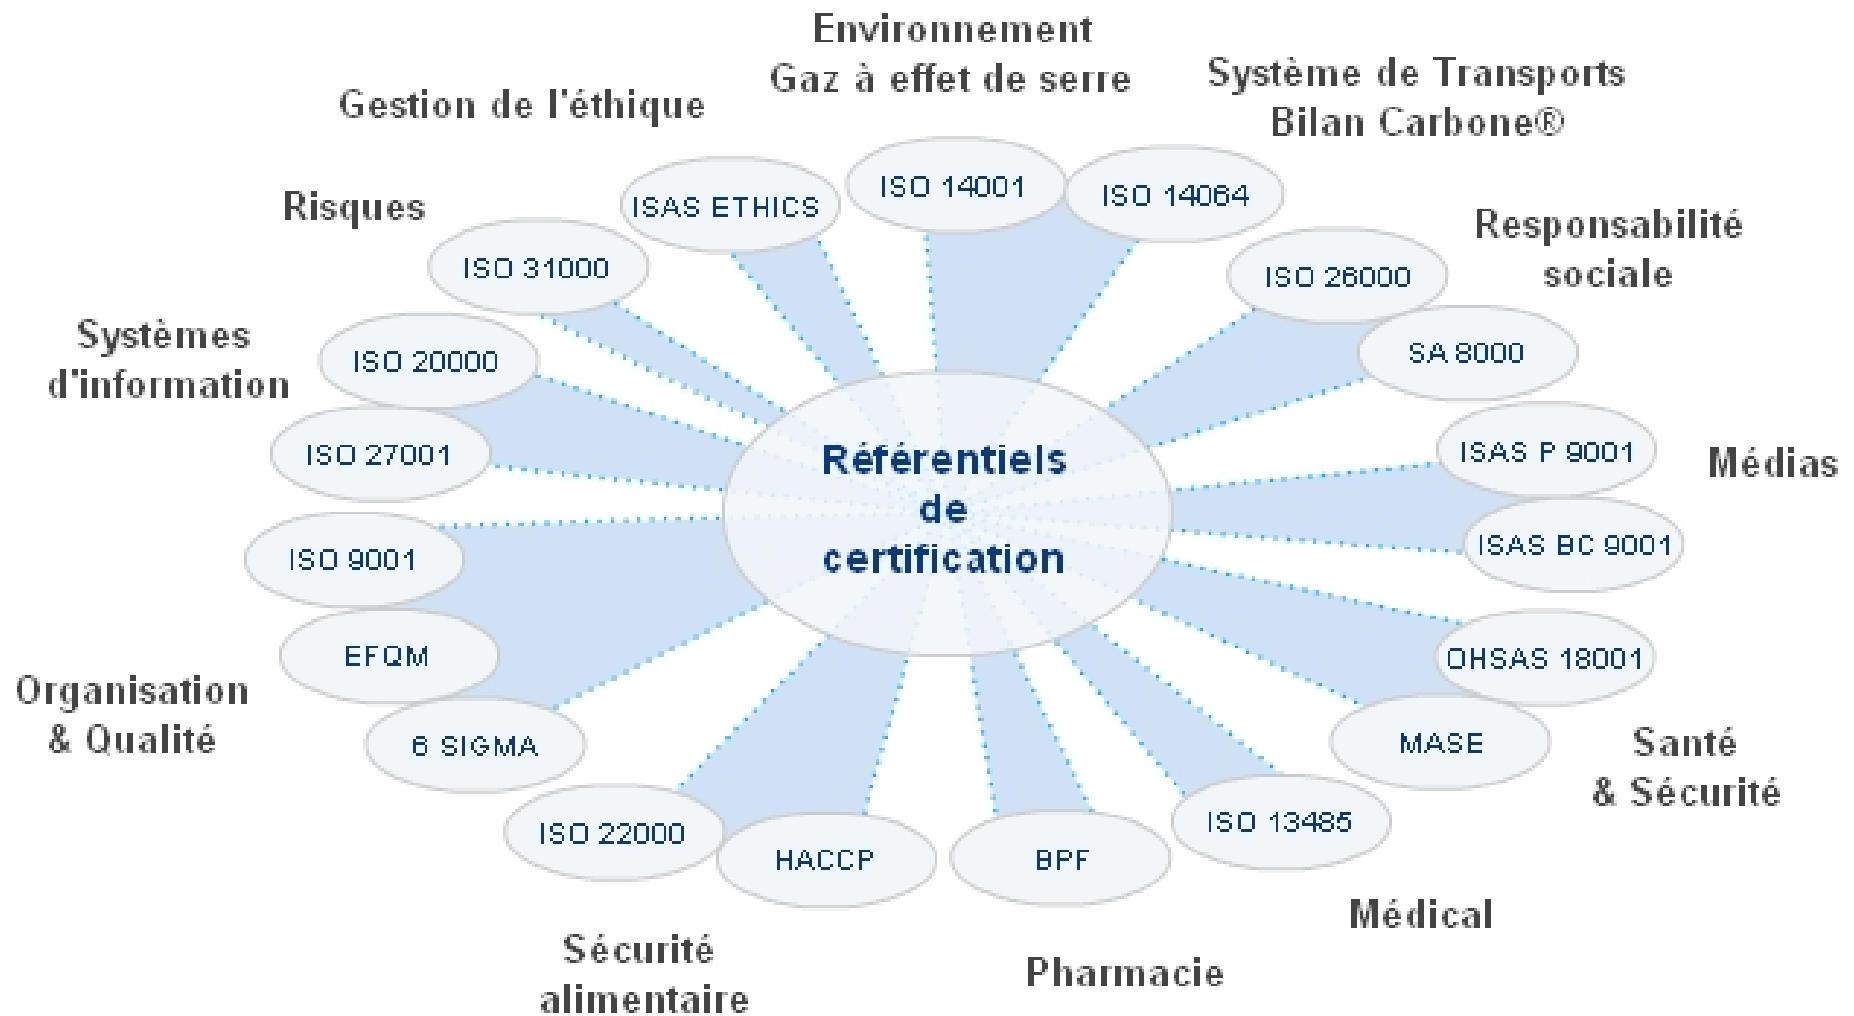 Environnement
Gaz à effet de serre
Système de Transports
Bilan Carbone®
Gestion de l'éthique
Risques
Responsabilité
sociale
Systèmes
d'information
Médias
Organisation
& Qualité
Santé
& Sécurité
Médical
Pharmacie
Sécurité
alimentaire
ISAS ETHICS
ISO 14001
ISO 14064
ISO 31000
ISO 26000
ISO 20000
SA 8000
ISO 27001
ISAS P 9001
ISAS BC 9001
ISO 9001
EFQM
OHSAS 18001
6 SIGMA
MASE
ISO 22000
HACCP
BPF
ISO 13485
Référentiels
de
certification